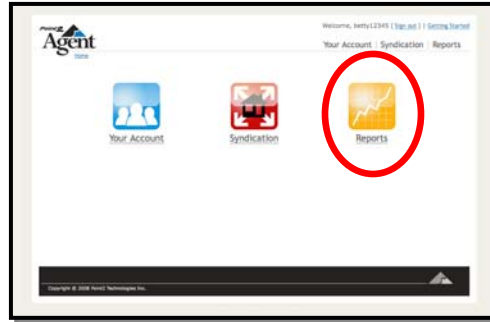 Welcome, betty12345 [ Sign out ] | Getting Started
Point2
Agent
Home
Your Account | Syndication | Reports
Your Account
Syndication
Reports
Copyright © 2008 Point2 Technologies Inc.